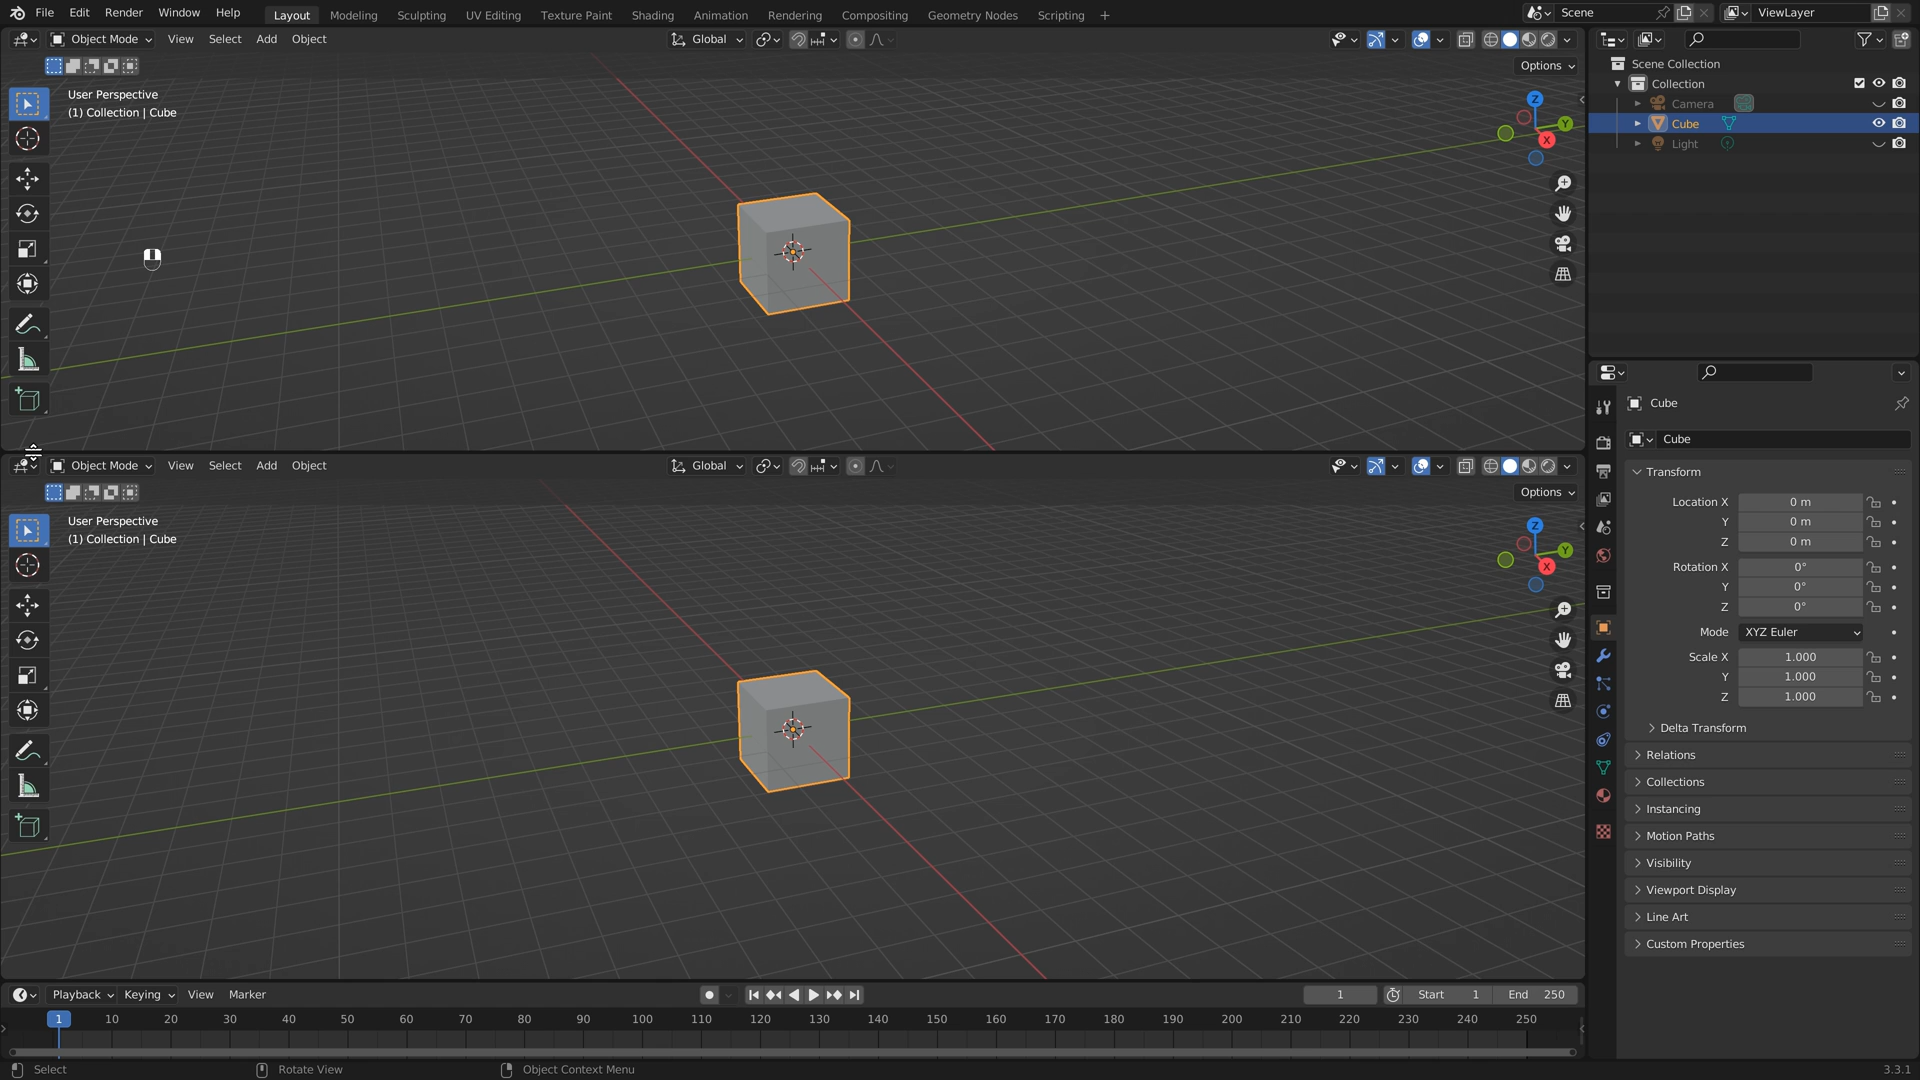 File Edit Render Window Help Layout Modeling Sculpting UV Editing Texture Paint Shading Animation Rendering Compositing Geometry Nodes Scripting + Scene ViewLayer
Object Mode View Select Add Object Global
Options
User Perspective
(1) Collection | Cube
Z
Y
X
Object Mode View Select Add Object Global
Options
User Perspective
(1) Collection | Cube
Z
Y
X
Playback Keying View Marker 1 Start 1 End 250
1 10 20 30 40 50 60 70 80 90 100 110 120 130 140 150 160 170 180 190 200 210 220 230 240 250
Scene Collection
Collection
Camera
Cube
Light
Cube
Cube
Transform
Location X 0 m
Y 0 m
Z 0 m
Rotation X 0°
Y 0°
Z 0°
Mode XYZ Euler
Scale X 1.000
Y 1.000
Z 1.000
Delta Transform
Relations
Collections
Instancing
Motion Paths
Visibility
Viewport Display
Line Art
Custom Properties
Select Rotate View Object Context Menu 3.3.1